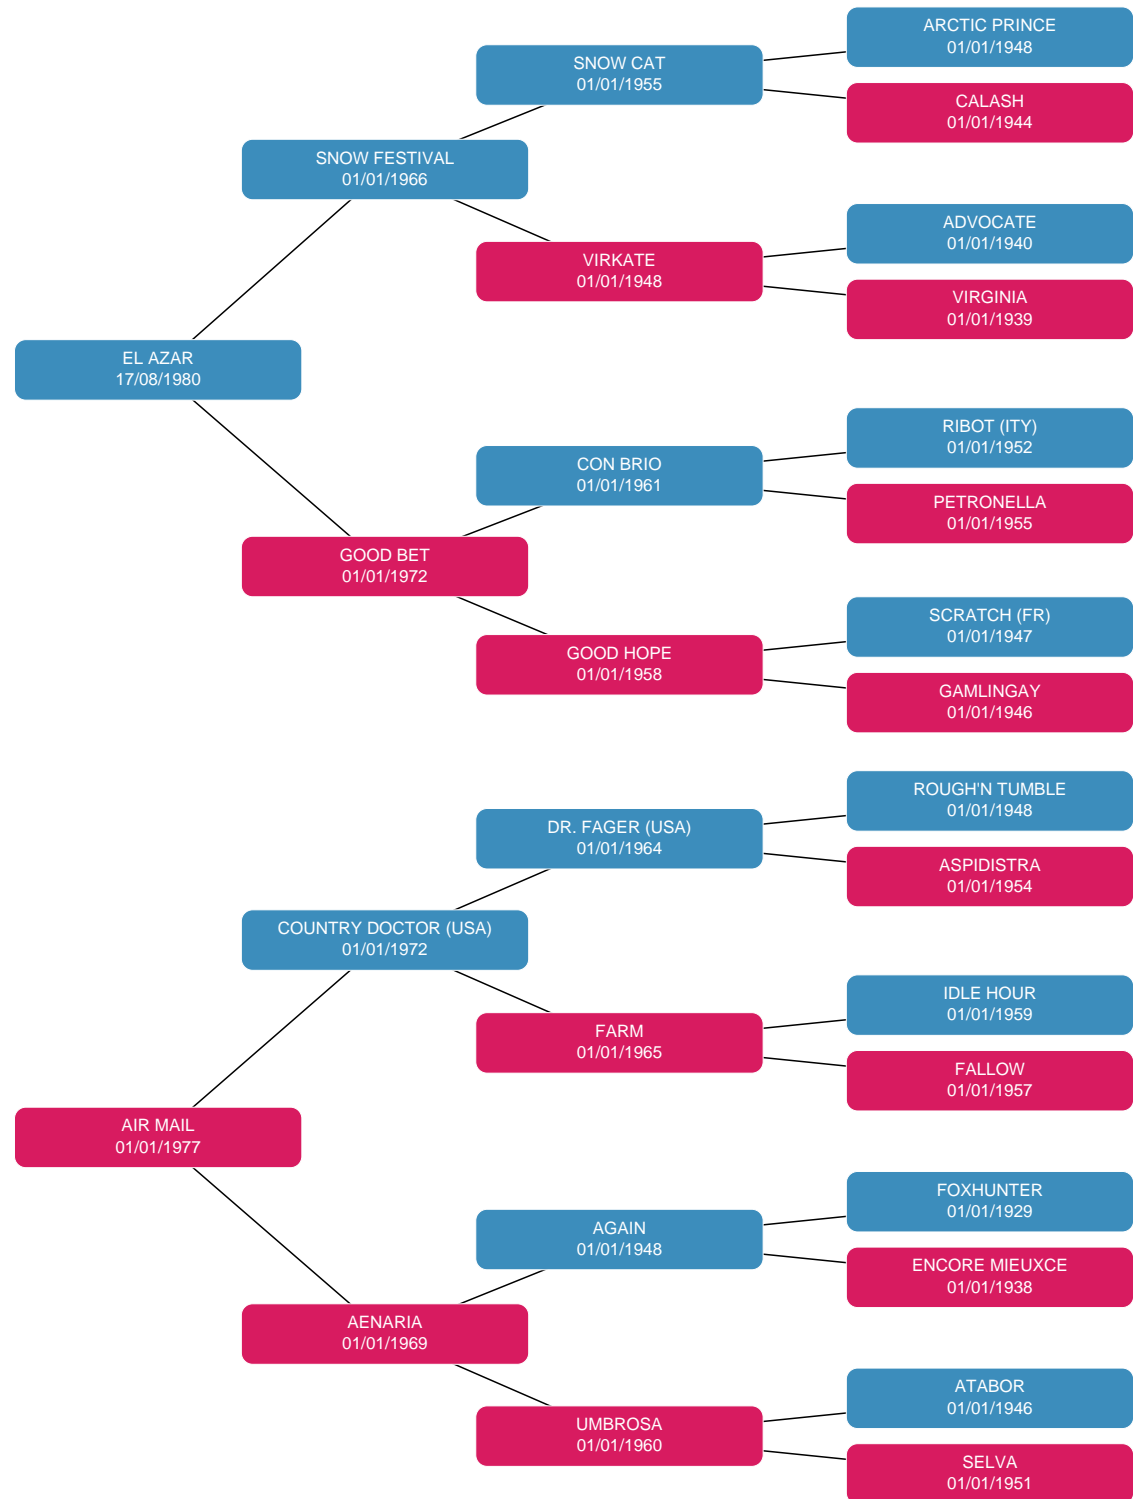 ARCTIC PRINCE
01/01/1948
SNOW CAT
01/01/1955
CALASH
01/01/1944
SNOW FESTIVAL
01/01/1966
ADVOCATE
01/01/1940
VIRKATE
01/01/1948
VIRGINIA
01/01/1939
EL AZAR
17/08/1980
RIBOT (ITY)
01/01/1952
CON BRIO
01/01/1961
PETRONELLA
01/01/1955
GOOD BET
01/01/1972
SCRATCH (FR)
01/01/1947
GOOD HOPE
01/01/1958
GAMLINGAY
01/01/1946
ROUGH'N TUMBLE
01/01/1948
DR. FAGER (USA)
01/01/1964
ASPIDISTRA
01/01/1954
COUNTRY DOCTOR (USA)
01/01/1972
IDLE HOUR
01/01/1959
FARM
01/01/1965
FALLOW
01/01/1957
AIR MAIL
01/01/1977
FOXHUNTER
01/01/1929
AGAIN
01/01/1948
ENCORE MIEUXCE
01/01/1938
AENARIA
01/01/1969
ATABOR
01/01/1946
UMBROSA
01/01/1960
SELVA
01/01/1951